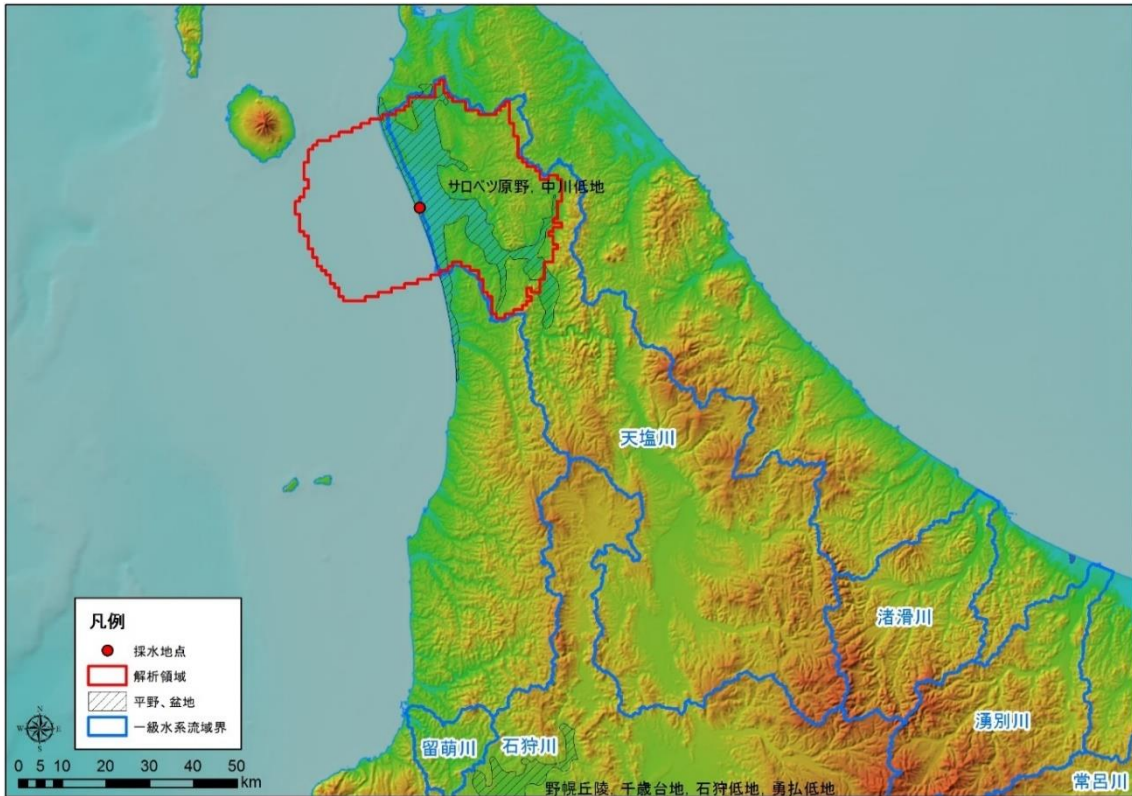 サロベツ原野, 中川低地
天塩川
渚滑川
湧別川
常呂川
留萌川
石狩川
野幌丘陵, 千歳台地, 石狩低地, 勇払低地
凡例
採水地点
解析領域
平野、盆地
一級水系流域界
N
W
E
S
0 5 10 20 30 40 50
km